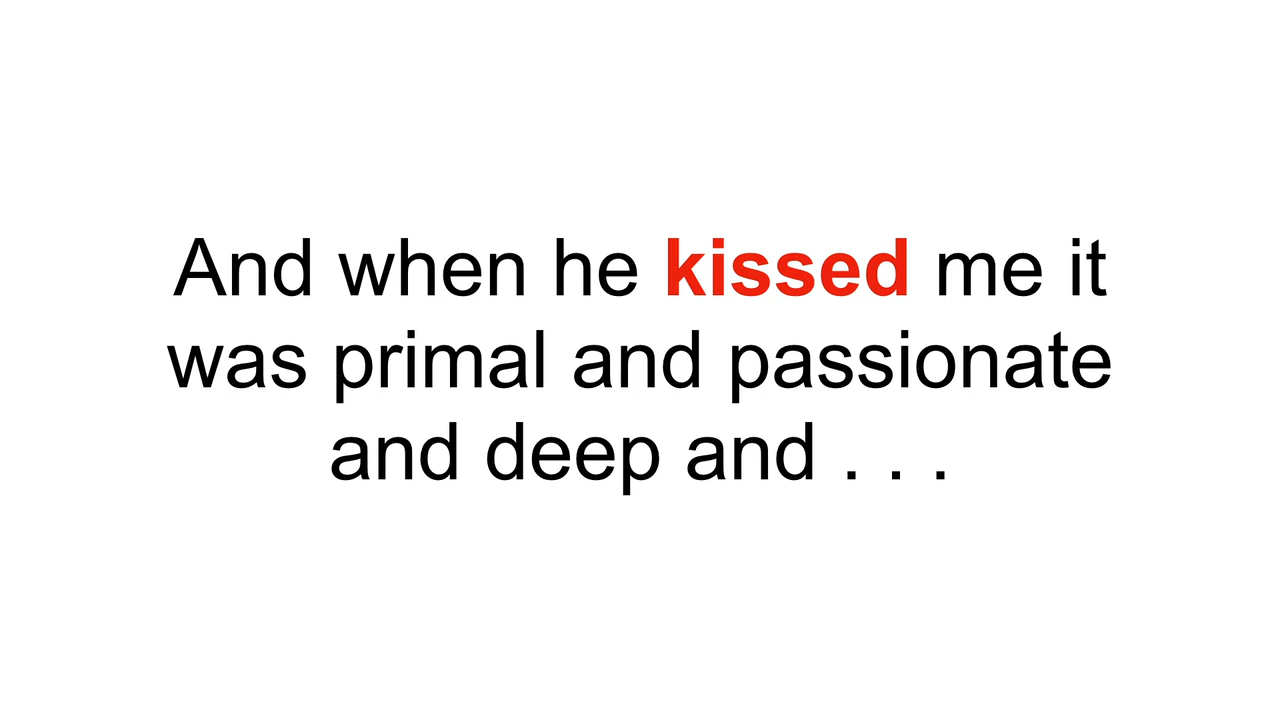 And when he kissed me it
was primal and passionate
and deep and . . .